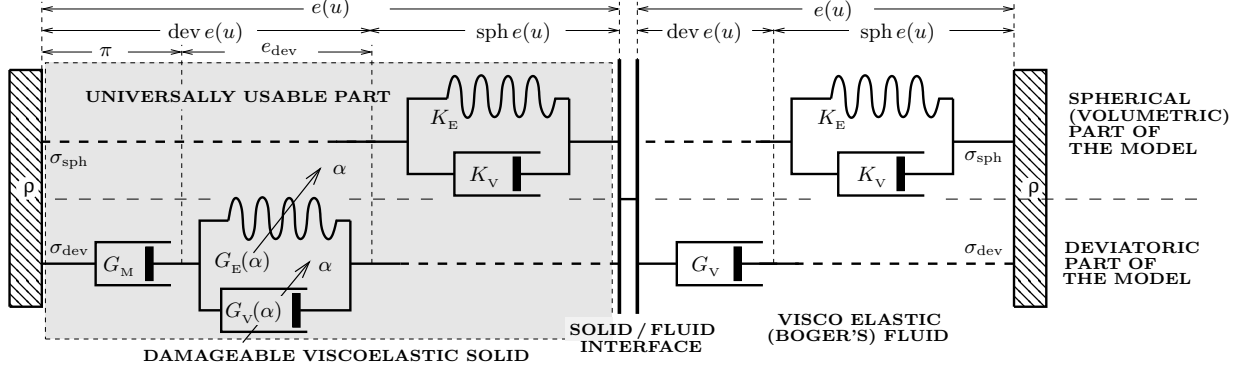 e(u) e(u)
dev e(u) sph e(u) dev e(u) sph e(u)
π e_dev
UNIVERSALLY USABLE PART
K_E K_E
SPHERICAL
(VOLUMETRIC)
PART OF
THE MODEL
σ_sph α K_V K_V σ_sph
ρ ρ
σ_dev G_M G_E(α) α G_V σ_dev
DEVIATORIC
PART OF
THE MODEL
G_V(α)
SOLID / FLUID
INTERFACE
VISCO ELASTIC
(BOGER'S) FLUID
DAMAGEABLE VISCOELASTIC SOLID